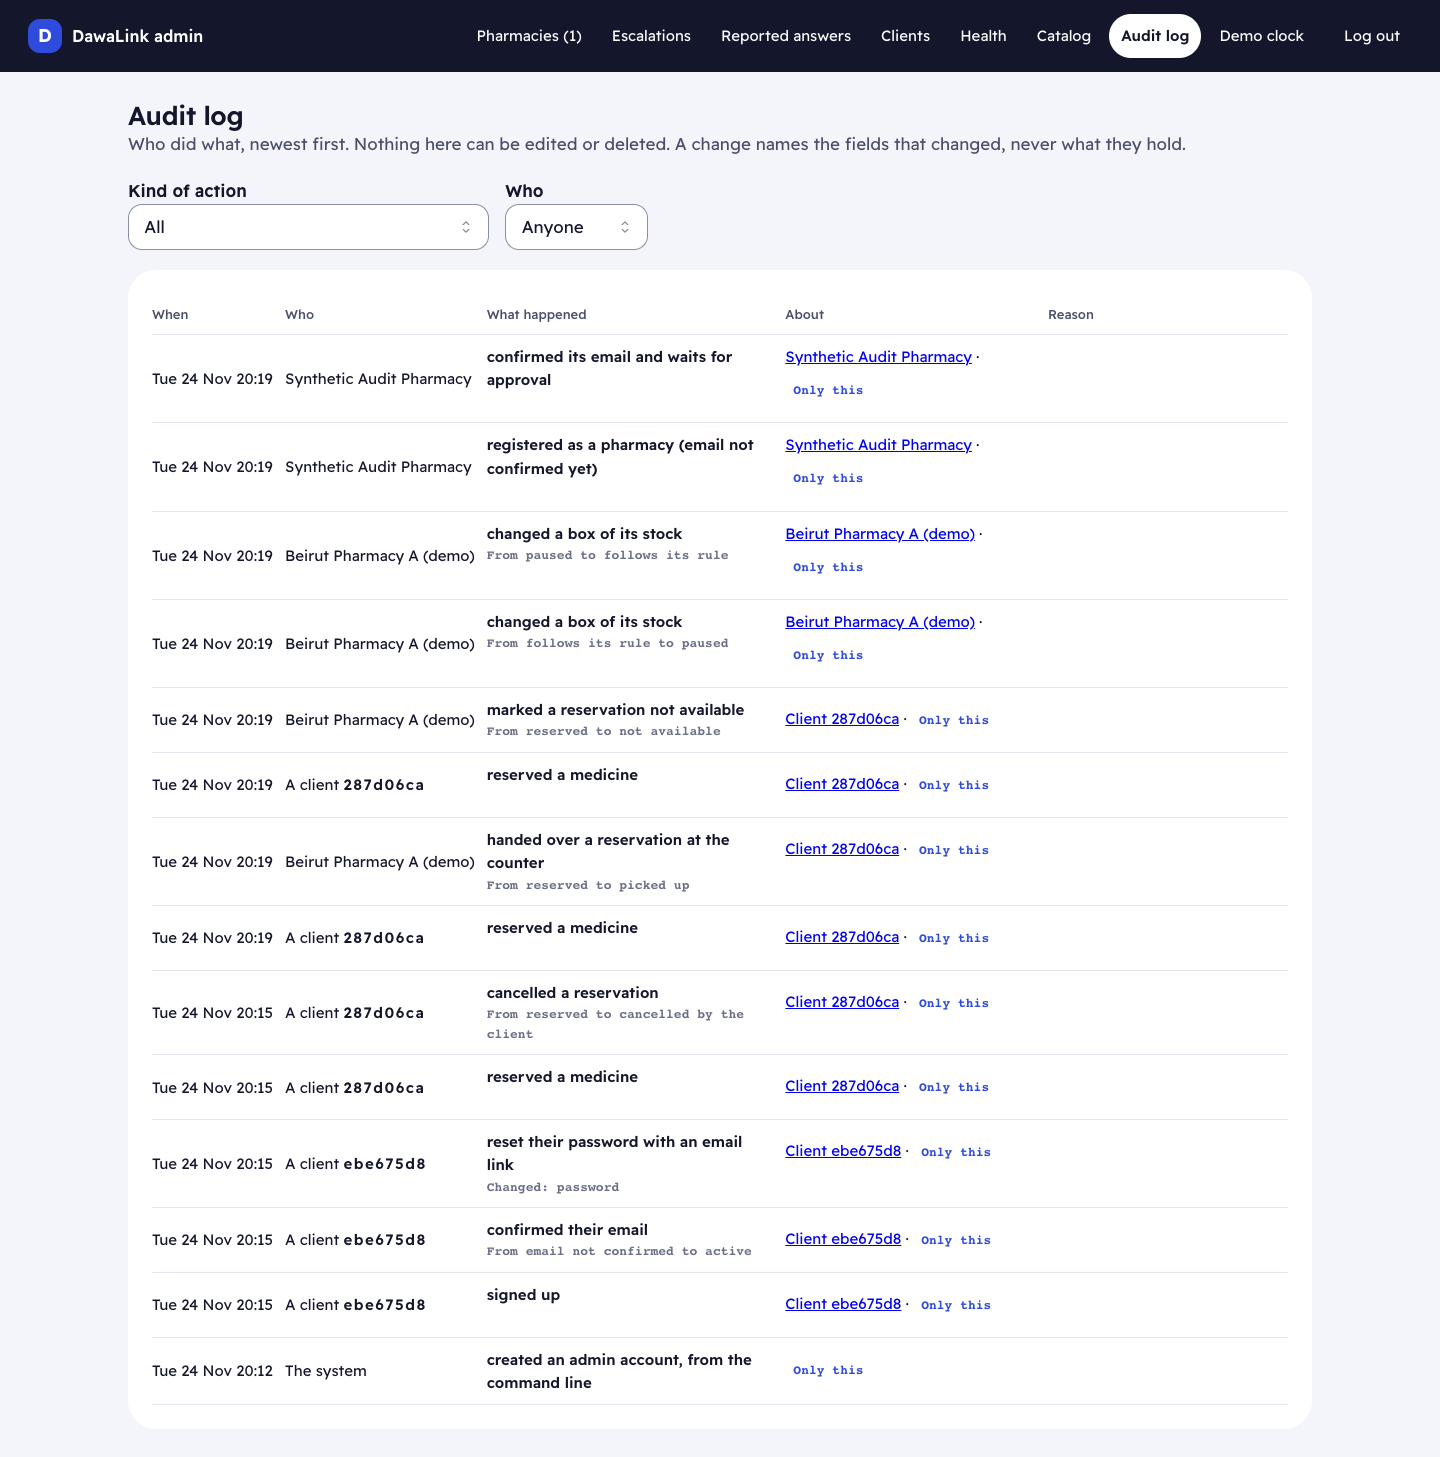 D DawaLink admin Pharmacies (1) Escalations Reported answers Clients Health Catalog Audit log Demo clock Log out
Audit log
Who did what, newest first. Nothing here can be edited or deleted. A change names the fields that changed, never what they hold.
Kind of action Who
All Anyone
When Who What happened About Reason
Tue 24 Nov 20:19 Synthetic Audit Pharmacy confirmed its email and waits for approval Synthetic Audit Pharmacy · Only this
Tue 24 Nov 20:19 Synthetic Audit Pharmacy registered as a pharmacy (email not confirmed yet) Synthetic Audit Pharmacy · Only this
Tue 24 Nov 20:19 Beirut Pharmacy A (demo) changed a box of its stock Beirut Pharmacy A (demo) ·
From paused to follows its rule Only this
Tue 24 Nov 20:19 Beirut Pharmacy A (demo) changed a box of its stock Beirut Pharmacy A (demo) ·
From follows its rule to paused Only this
Tue 24 Nov 20:19 Beirut Pharmacy A (demo) marked a reservation not available Client 287d06ca · Only this
From reserved to not available
Tue 24 Nov 20:19 A client 287d06ca reserved a medicine Client 287d06ca · Only this
Tue 24 Nov 20:19 Beirut Pharmacy A (demo) handed over a reservation at the counter Client 287d06ca · Only this
From reserved to picked up
Tue 24 Nov 20:19 A client 287d06ca reserved a medicine Client 287d06ca · Only this
Tue 24 Nov 20:15 A client 287d06ca cancelled a reservation Client 287d06ca · Only this
From reserved to cancelled by the client
Tue 24 Nov 20:15 A client 287d06ca reserved a medicine Client 287d06ca · Only this
Tue 24 Nov 20:15 A client ebe675d8 reset their password with an email link Client ebe675d8 · Only this
Changed: password
Tue 24 Nov 20:15 A client ebe675d8 confirmed their email Client ebe675d8 · Only this
From email not confirmed to active
Tue 24 Nov 20:15 A client ebe675d8 signed up Client ebe675d8 · Only this
Tue 24 Nov 20:12 The system created an admin account, from the command line Only this